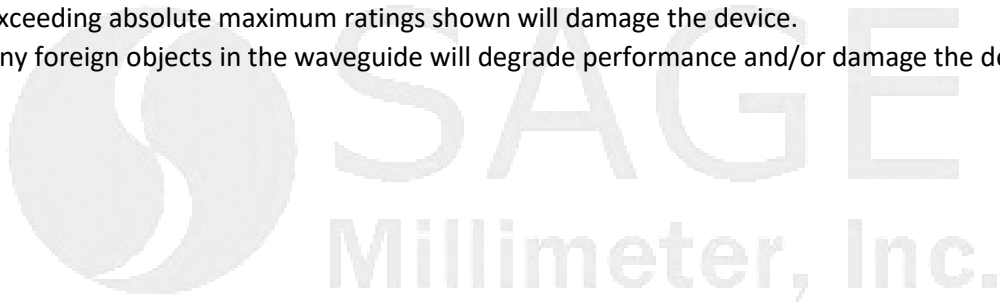 xceeding absolute maximum ratings shown will damage the device.
ny foreign objects in the waveguide will degrade performance and/or damage the de
SAGE
Millimeter, Inc.